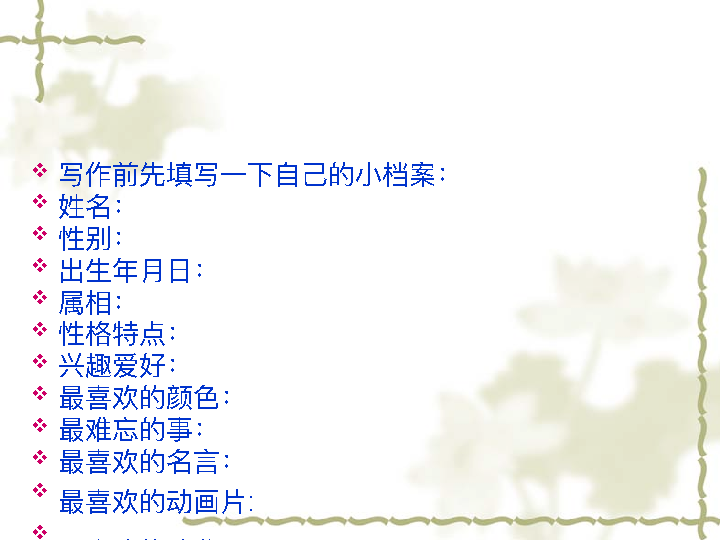 写作前先填写一下自己的小档案：
姓名：
性别：
出生年月日：
属相：
性格特点：
兴趣爱好：
最喜欢的颜色：
最难忘的事：
最喜欢的名言：
最喜欢的动画片: